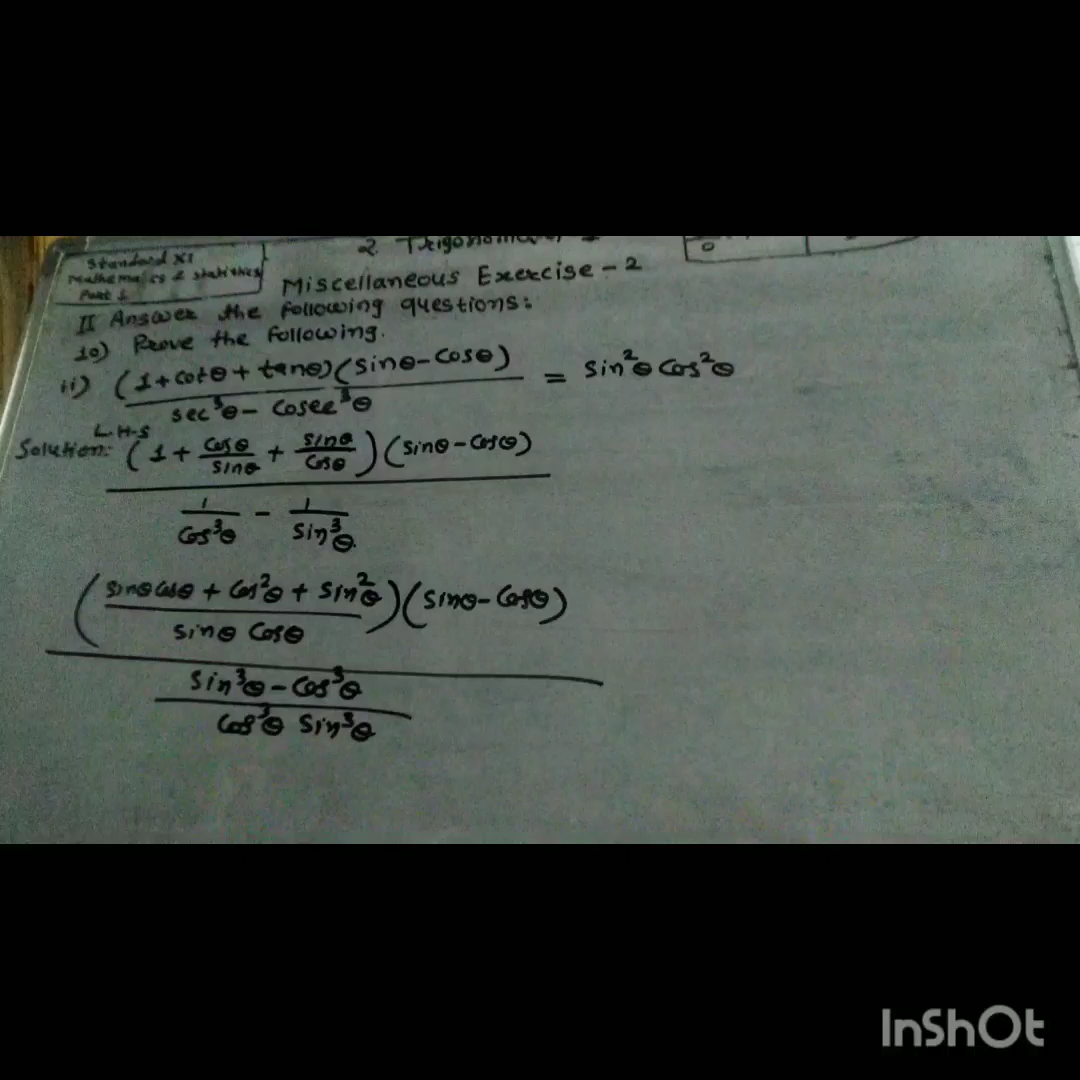 Standard XI
Mathematics & Statistics
Part 1
2. Trigonometry
Miscellaneous Exercise - 2
II Answer the following questions:
10) Prove the following.
ii) (1 + cotθ + tanθ)(sinθ - cosθ) / sec³θ - cosec³θ = sin²θ cos²θ
L.H.S
Solution: (1 + cosθ/sinθ + sinθ/cosθ)(sinθ - cosθ)
1/cos³θ - 1/sin³θ.
(sinθ cosθ + cos²θ + sin²θ / sinθ cosθ)(sinθ - cosθ)
sin³θ - cos³θ
cos³θ sin³θ
InShOt